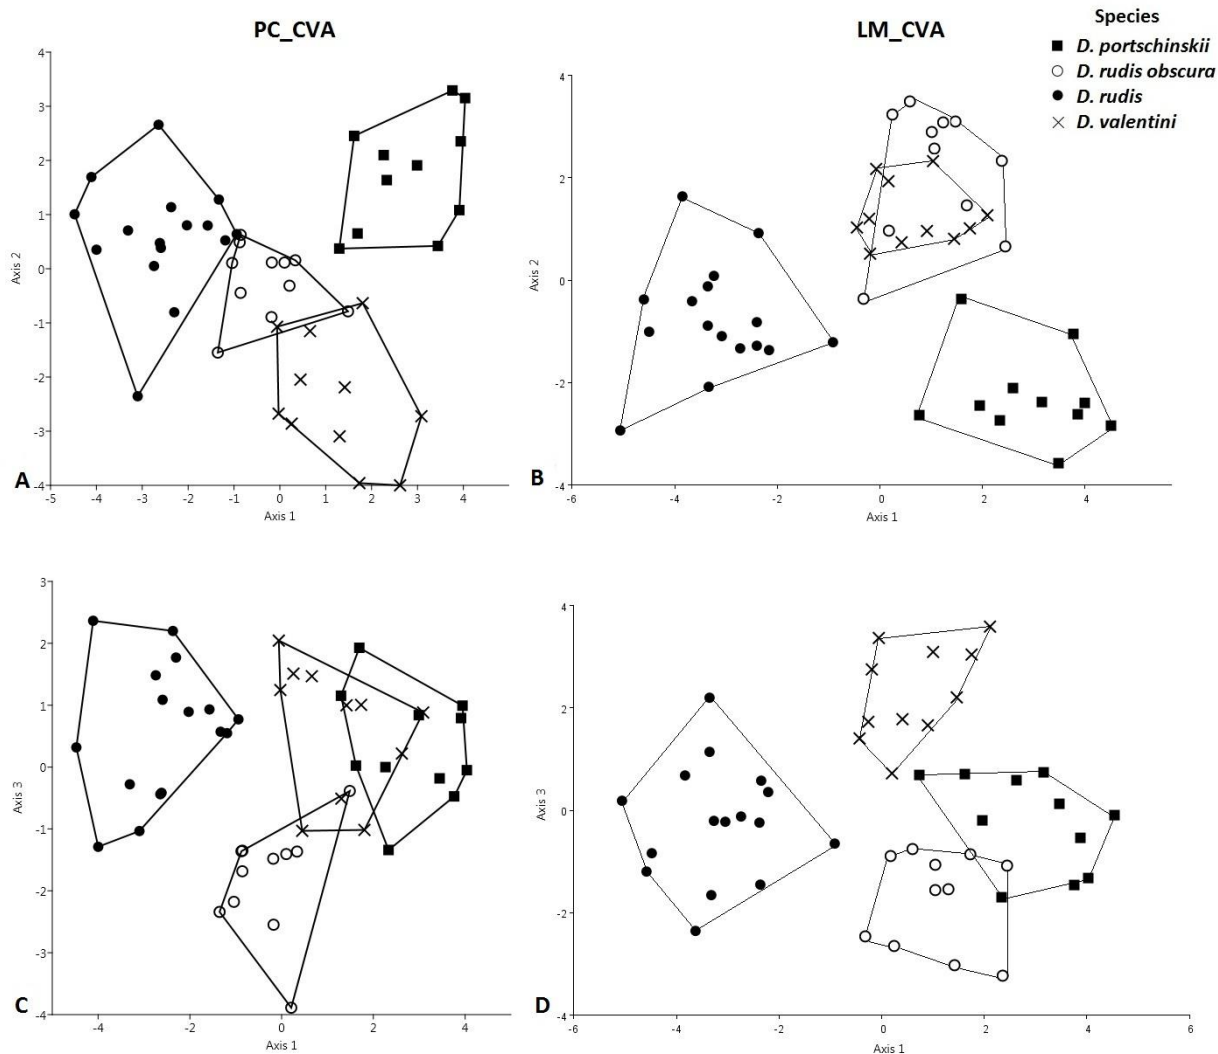 PC_CVA
LM_CVA
Species
D. portschinskii
D. rudis obscura
D. rudis
D. valentini
4
3
2
1
0
-1
-2
-3
-4
Axis 2
-5
-4
-3
-2
-1
0
1
2
3
4
Axis 1
A
4
2
0
-2
-4
Axis 2
-6
-4
-2
0
2
4
Axis 1
B
3
2
1
0
-1
-2
-3
-4
Axis 3
-4
-2
0
2
4
Axis 1
C
4
2
0
-2
-4
Axis 3
-6
-4
-2
0
2
4
6
Axis 1
D